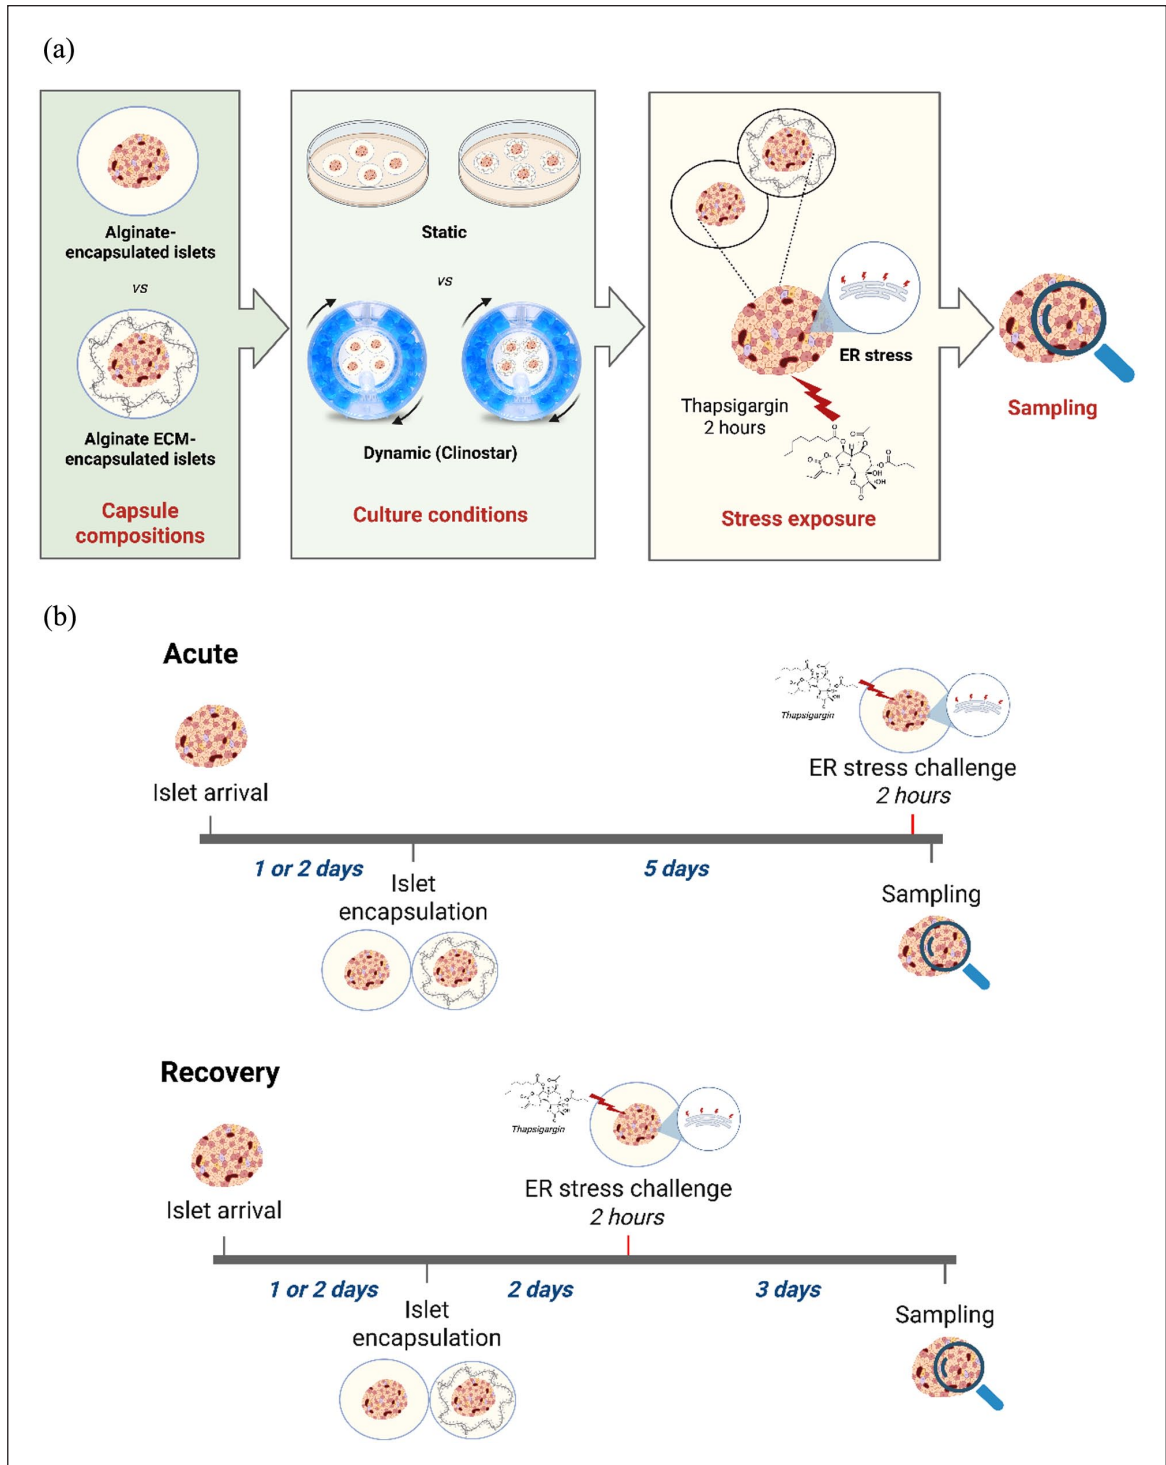 (a)
Alginate-
encapsulated islets
vs
Alginate ECM-
encapsulated islets
Capsule
compositions
Static
vs
Dynamic (Clinostar)
Culture conditions
ER stress
Thapsigargin
2 hours
Stress exposure
Sampling
(b)
Acute
Islet arrival
Thapsigargin
ER stress challenge
2 hours
1 or 2 days
5 days
Islet
encapsulation
Sampling
Recovery
Islet arrival
Thapsigargin
ER stress challenge
2 hours
1 or 2 days
2 days
3 days
Islet
encapsulation
Sampling